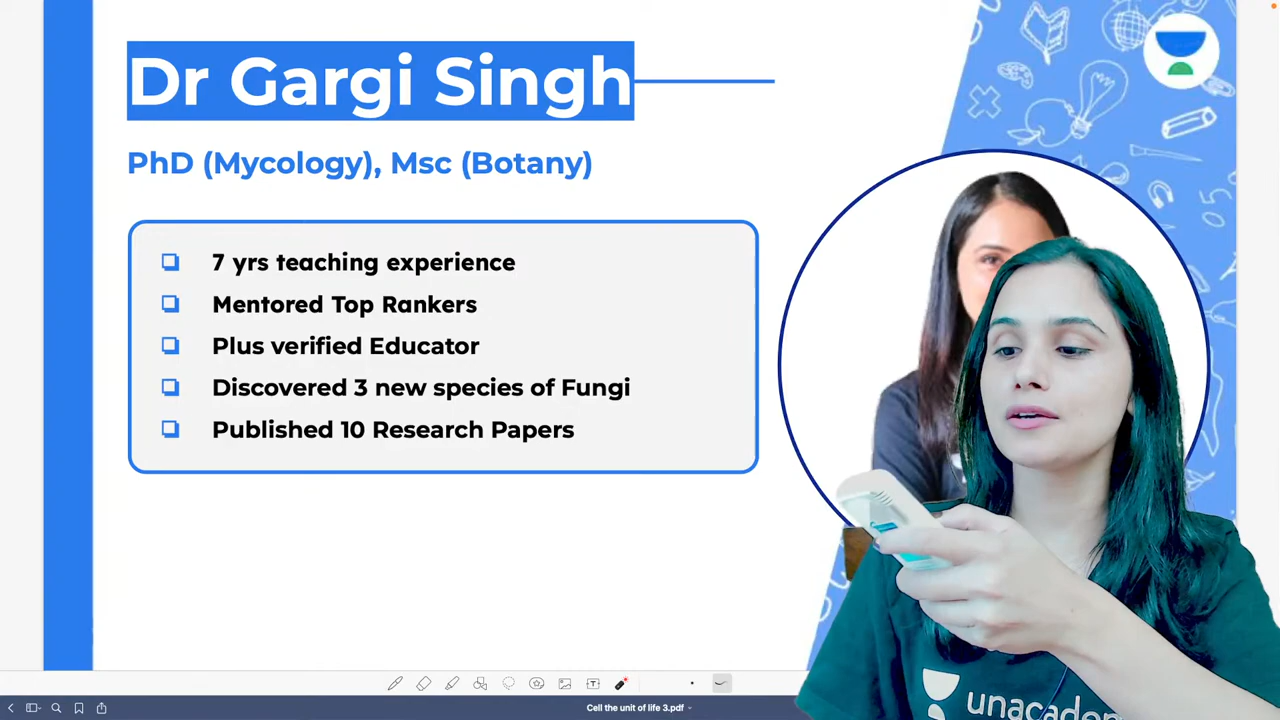 Dr Gargi Singh
PhD (Mycology), Msc (Botany)
7 yrs teaching experience
Mentored Top Rankers
Plus verified Educator
Discovered 3 new species of Fungi
Published 10 Research Papers
unacadem
Cell the unit of life 3.pdf